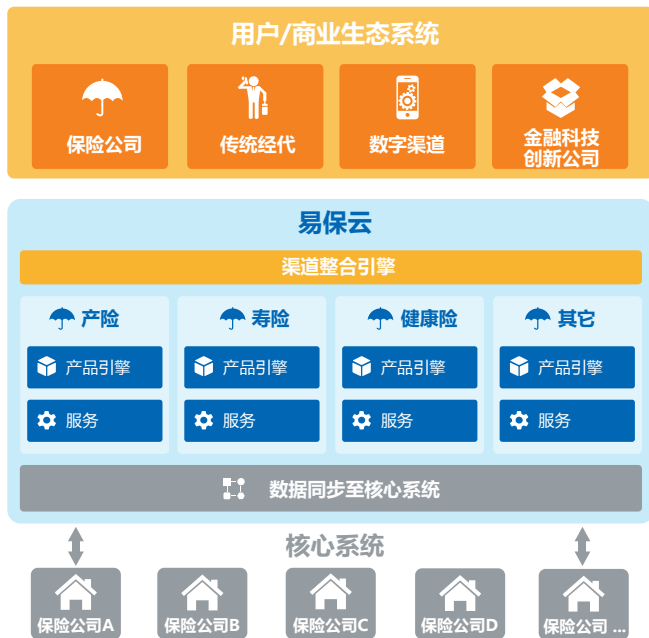 用户/商业生态系统
保险公司
传统经代
数字渠道
金融科技
创新公司
易保云
渠道整合引擎
产险
寿险
健康险
其它
产品引擎
产品引擎
产品引擎
产品引擎
服务
服务
服务
服务
数据同步至核心系统
核心系统
保险公司A
保险公司B
保险公司C
保险公司D
保险公司 ...